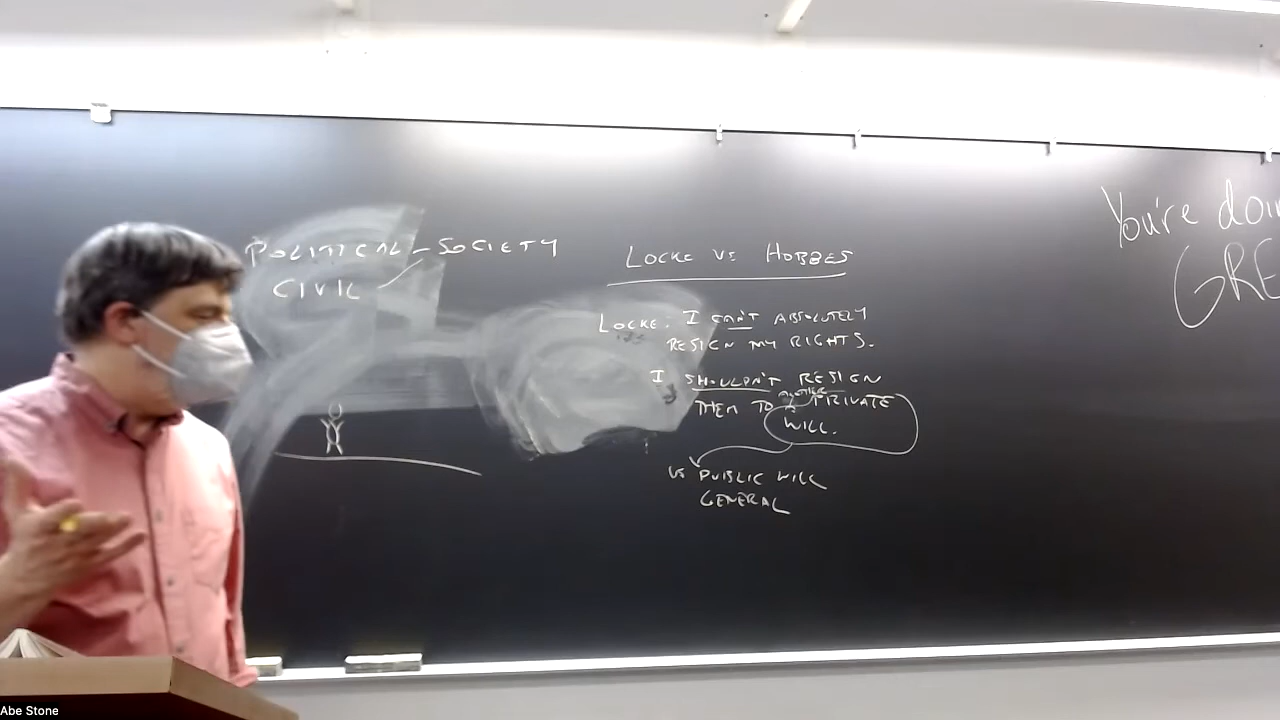 POLITICAL - SOCIETY
CIVIL
LOCKE VS HOBBES
LOCKE: I CAN'T ABSOLUTELY
RESIGN MY RIGHTS.
I SHOULDN'T RESIGN
ANOTHER
THEM TO A PRIVATE
WILL.
VS PUBLIC WILL
GENERAL
You're doin
GRE
Abe Stone